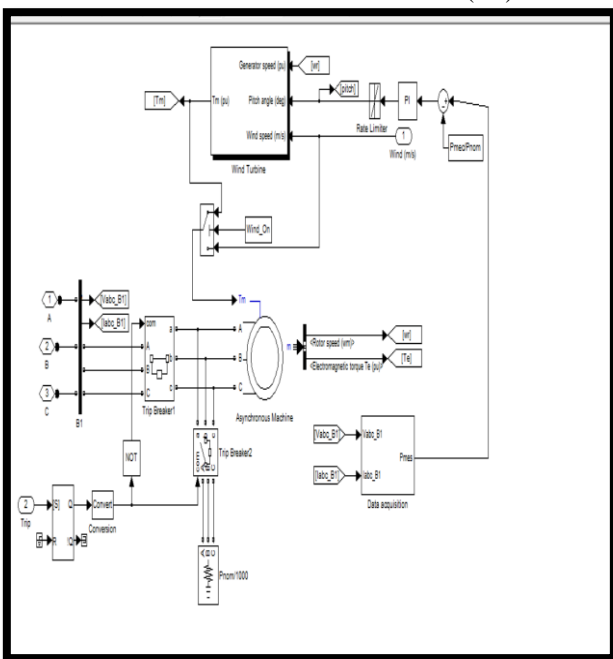 Generator speed (pu)
[wr]
[pitch]
[Tm]
Tm (pu)
Pitch angle (deg)
PI
Rate Limiter
Wind speed (m/s)
1
Wind (m/s)
Pmec/Pnom
Wind Turbine
Wind_On
1
A
[Vabc_B1]
[Iabc_B1]
com
a
Tm
A
2
B
A
b
B
m
<Rotor speed (wm)>
[wr]
<Electromagnetic torque Te (pu)>
[Te]
B
3
C
C
c
C
B1
Trip Breaker1
Asynchronous Machine
NOT
Trip Breaker2
[Vabc_B1]
Vabc_B1
Pmes
[Iabc_B1]
Iabc_B1
Data acquisition
2
Trip
[S]
Q
Convert
Conversion
R
!Q
A B C
Pnom/1000